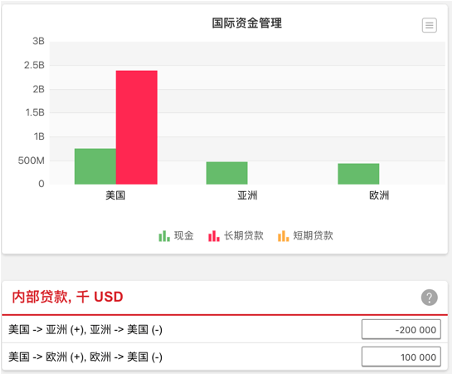 国际资金管理
3B
2.5B
2B
1.5B
1B
500M
0
美国 亚洲 欧洲
现金 长期贷款 短期贷款
内部贷款, 千 USD
?
美国 -> 亚洲 (+), 亚洲 -> 美国 (-) -200 000
美国 -> 欧洲 (+), 欧洲 -> 美国 (-) 100 000